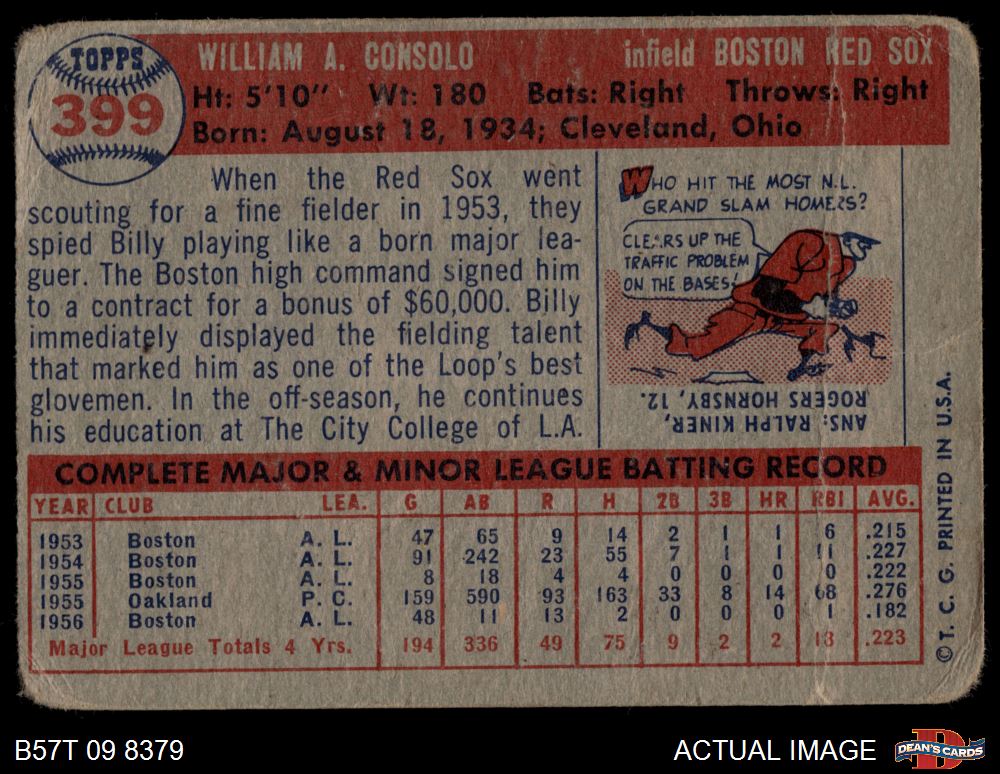 TOPPS
399
WILLIAM A. CONSOLO infield BOSTON RED SOX
Ht: 5'10" Wt: 180 Bats: Right Throws: Right
Born: August 18, 1934; Cleveland, Ohio
When the Red Sox went
scouting for a fine fielder in 1953, they
spied Billy playing like a born major lea-
guer. The Boston high command signed him
to a contract for a bonus of $60,000. Billy
immediately displayed the fielding talent
that marked him as one of the Loop's best
glovemen. In the off-season, he continues
his education at The City College of L.A.
WHO HIT THE MOST N.L.
GRAND SLAM HOMERS?
CLEARS UP THE
TRAFFIC PROBLEM
ON THE BASES!
ANS: RALPH KINER,
ROGERS HORNSBY, 12.
COMPLETE MAJOR & MINOR LEAGUE BATTING RECORD
YEAR CLUB LEA. G AB R H 2B 3B HR RBI AVG.
1953 Boston A. L. 47 65 9 14 2 1 1 6 .215
1954 Boston A. L. 91 242 23 55 7 1 1 11 .227
1955 Boston A. L. 8 18 4 4 0 0 0 0 .222
1955 Oakland P. C. 159 590 93 163 33 8 14 68 .276
1956 Boston A. L. 48 11 13 2 0 0 0 1 .182
Major League Totals 4 Yrs. 194 336 49 75 9 2 2 18 .223
© T. C. G. PRINTED IN U.S.A.
B57T 09 8379
ACTUAL IMAGE
D
DEAN'S CARDS